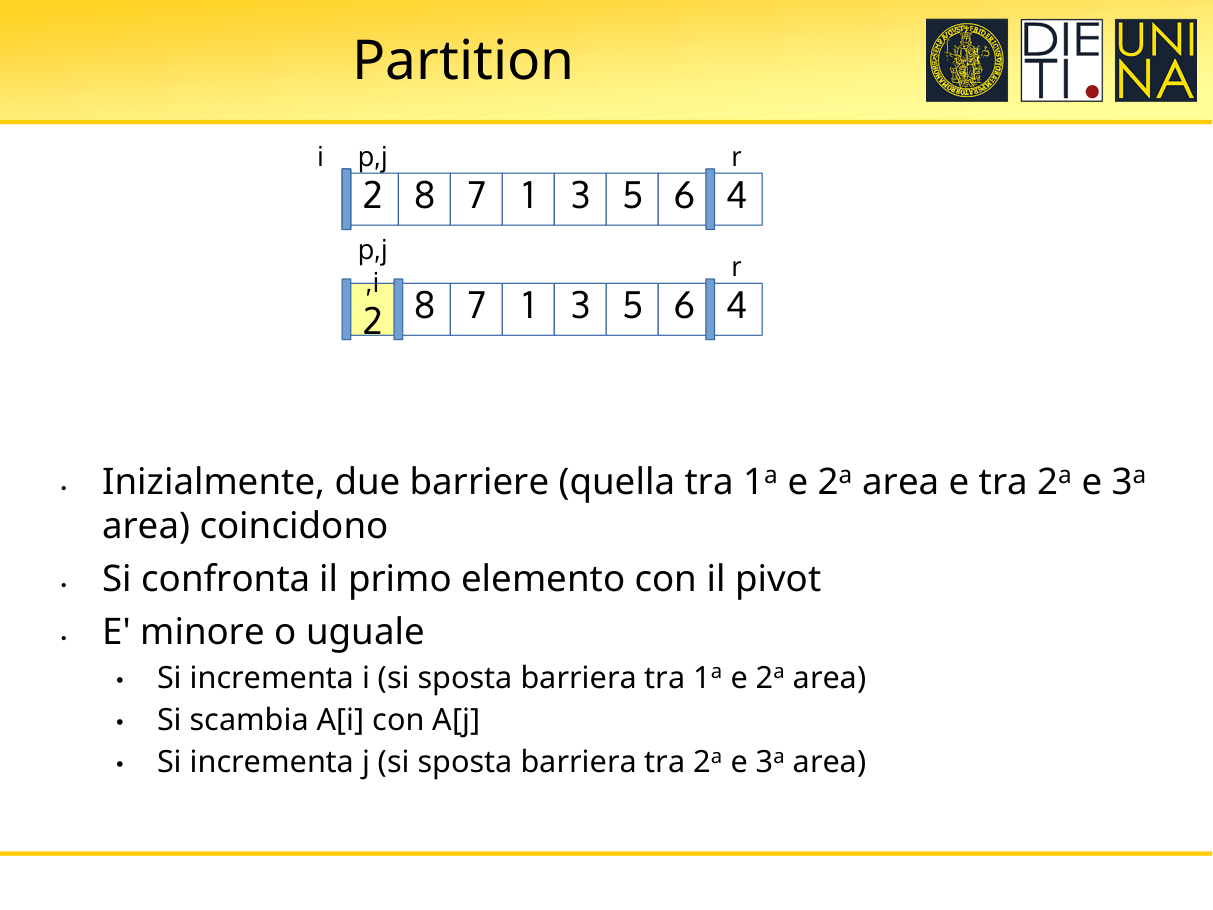 Partition
DIE
TI.
UNI
NA
i p,j r
2 8 7 1 3 5 6 4
p,j
,i r
2 8 7 1 3 5 6 4
• Inizialmente, due barriere (quella tra 1ª e 2ª area e tra 2ª e 3ª
area) coincidono
• Si confronta il primo elemento con il pivot
• E' minore o uguale
• Si incrementa i (si sposta barriera tra 1ª e 2ª area)
• Si scambia A[i] con A[j]
• Si incrementa j (si sposta barriera tra 2ª e 3ª area)